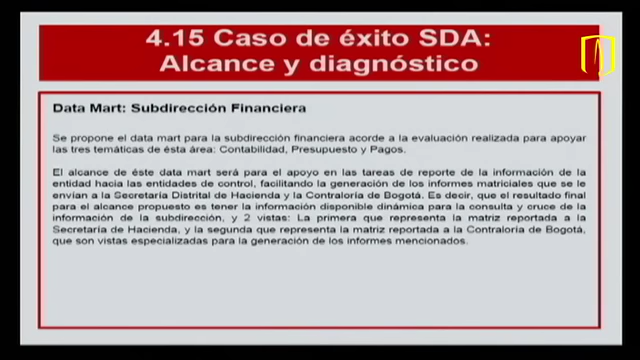 4.15 Caso de éxito SDA:
Alcance y diagnóstico
Data Mart: Subdirección Financiera
Se propone el data mart para la subdirección financiera acorde a la evaluación realizada para apoyar
las tres temáticas de ésta área: Contabilidad, Presupuesto y Pagos.
El alcance de éste data mart será para el apoyo en las tareas de reporte de la información de la
entidad hacia las entidades de control, facilitando la generación de los informes matriciales que se le
envían a la Secretaría Distrital de Hacienda y la Contraloría de Bogotá. Es decir, que el resultado final
para el alcance propuesto es tener la información disponible dinámica para la consulta y cruce de la
información de la subdirección, y 2 vistas: La primera que representa la matriz reportada a la
Secretaría de Hacienda, y la segunda que representa la matriz reportada a la Contraloría de Bogotá,
que son vistas especializadas para la generación de los informes mencionados.